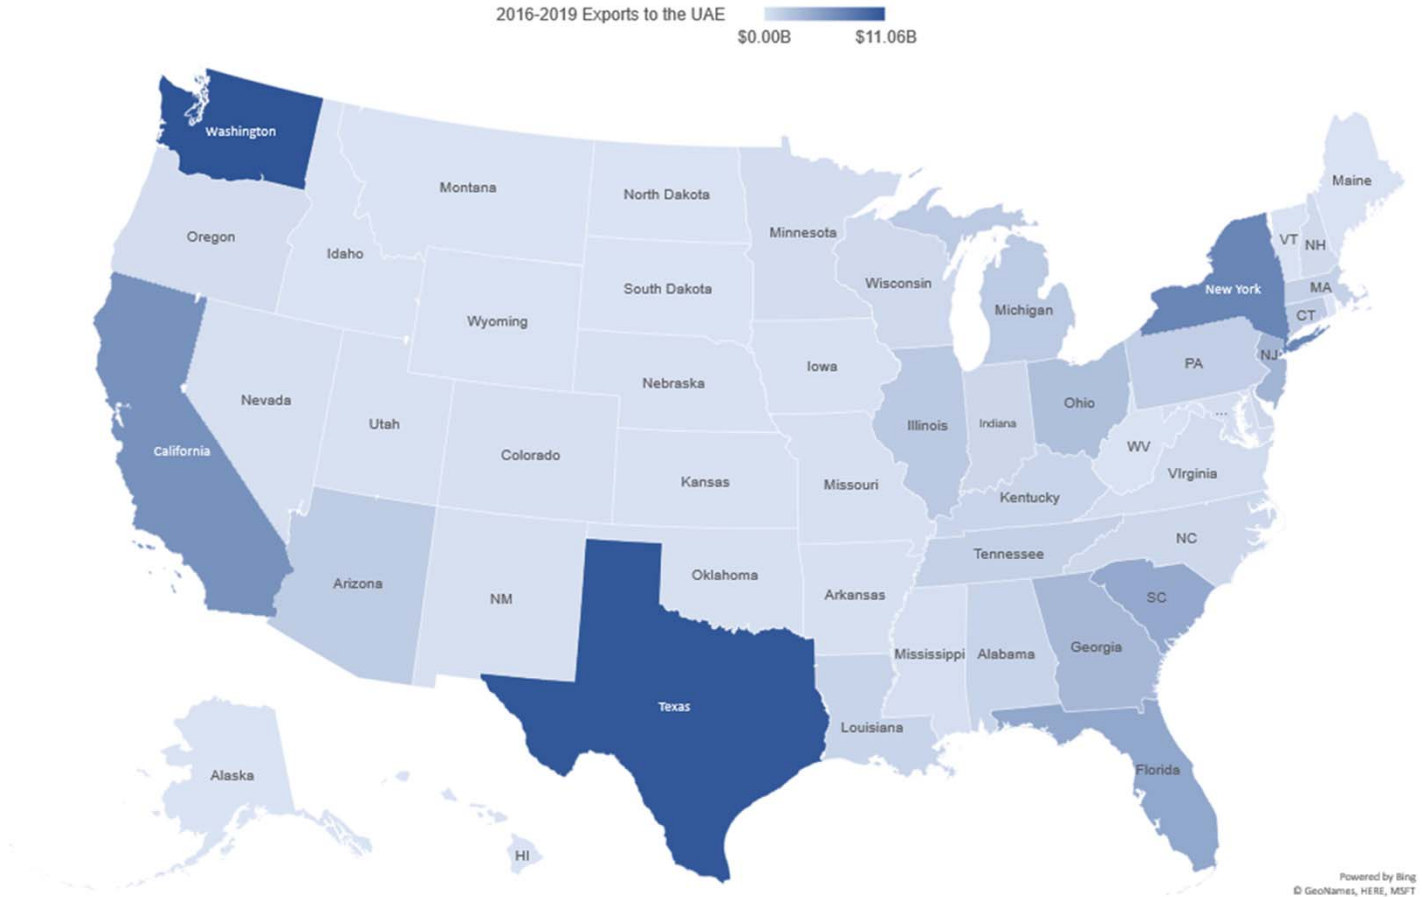 2016-2019 Exports to the UAE
$0.00B $11.06B
Washington
Montana
North Dakota
Minnesota
Maine
Oregon
Idaho
South Dakota
Wisconsin
Michigan
New York
VT
NH
MA
CT
Wyoming
Iowa
Nebraska
PA
NJ
Nevada
Utah
Colorado
Illinois
Indiana
Ohio
...
California
Kansas
Missouri
Kentucky
WV
VIrginia
Arizona
NM
Oklahoma
Arkansas
Tennessee
NC
SC
Texas
Louisiana
Mississippi
Alabama
Georgia
Florida
Alaska
HI
Powered by Bing
© GeoNames, HERE, MSFT